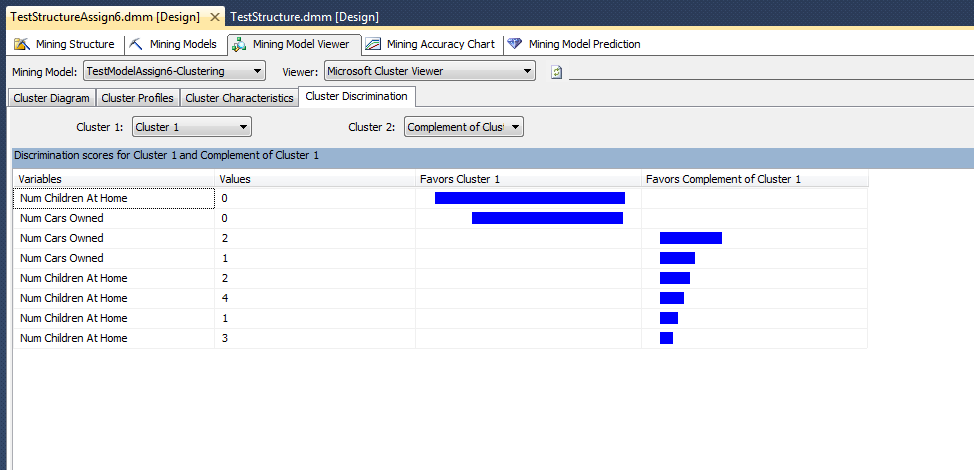 TestStructureAssign6.dmm [Design] TestStructure.dmm [Design]
Mining Structure Mining Models Mining Model Viewer Mining Accuracy Chart Mining Model Prediction
Mining Model: TestModelAssign6-Clustering Viewer: Microsoft Cluster Viewer
Cluster Diagram Cluster Profiles Cluster Characteristics Cluster Discrimination
Cluster 1: Cluster 1 Cluster 2: Complement of Clus
Discrimination scores for Cluster 1 and Complement of Cluster 1
Variables Values Favors Cluster 1 Favors Complement of Cluster 1
Num Children At Home 0
Num Cars Owned 0
Num Cars Owned 2
Num Cars Owned 1
Num Children At Home 2
Num Children At Home 4
Num Children At Home 1
Num Children At Home 3